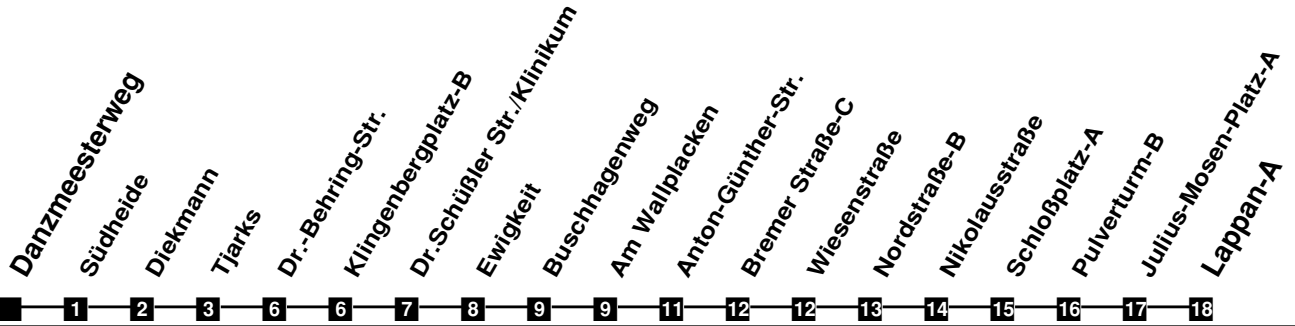 Danzmeesterweg
Südheide
Diekmann
Tjarks
Dr.-Behring-Str.
Klingenbergplatz-B
Dr.Schüßler Str./Klinikum
Ewigkeit
Buschhagenweg
Am Wallplacken
Anton-Günther-Str.
Bremer Straße-C
Wiesenstraße
Nordstraße-B
Nikolausstraße
Schloßplatz-A
Pulverturm-B
Julius-Mosen-Platz-A
Lappan-A
1 2 3 6 6 7 8 9 9 11 12 12 13 14 15 16 17 18